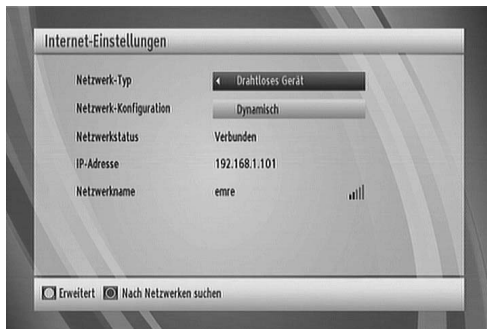 Internet-Einstellungen
Netzwerk-Typ Drahtloses Gerät
Netzwerk-Konfiguration Dynamisch
Netzwerkstatus Verbunden
IP-Adresse 192.168.1.101
Netzwerkname emre
Erweitert Nach Netzwerken suchen